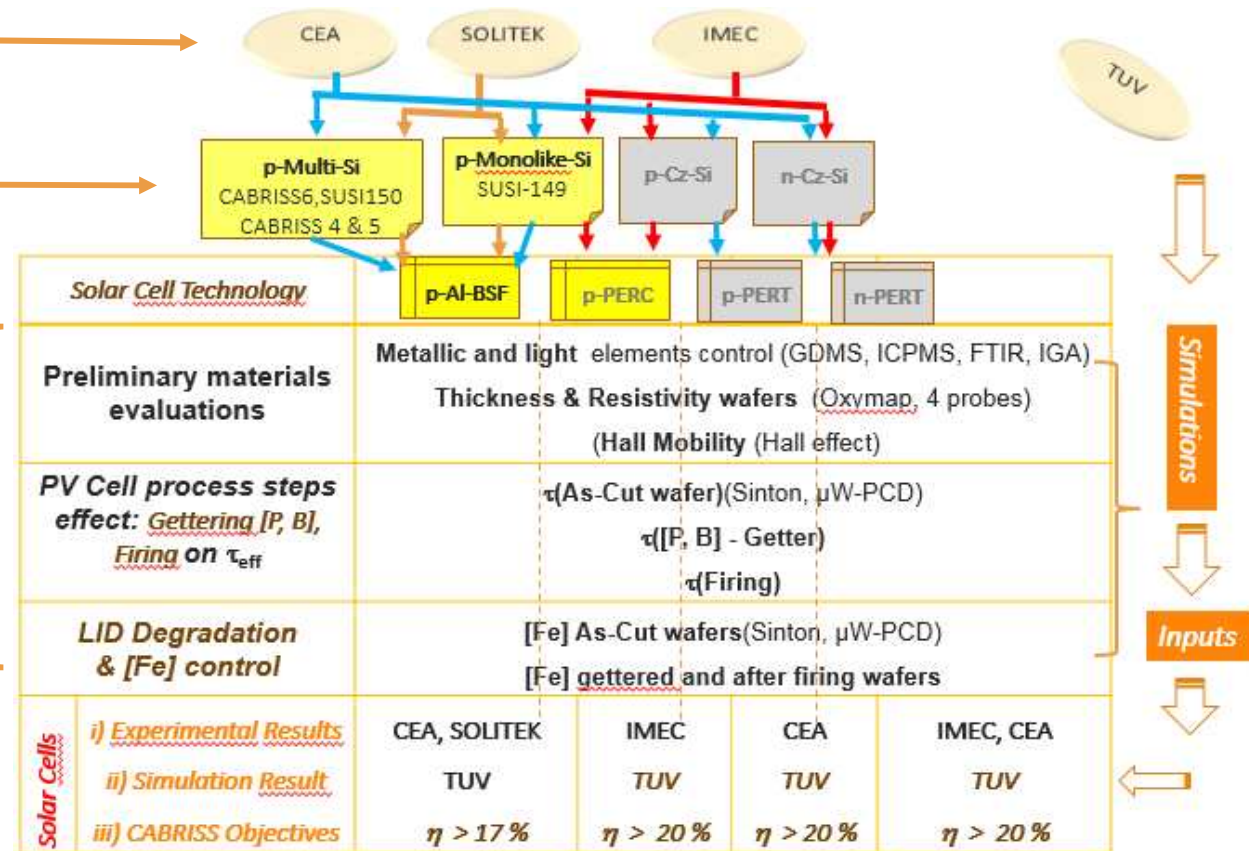 CEA
SOLITEK
IMEC
TUV
p-Multi-Si
CABRISS6,SUSI150
CABRISS 4 & 5
p-Monolike-Si
SUSI-149
p-Cz-Si
n-Cz-Si
Solar Cell Technology
p-Al-BSF
p-PERC
p-PERT
n-PERT
Preliminary materials
evaluations
Metallic and light elements control (GDMS, ICPMS, FTIR, IGA)
Thickness & Resistivity wafers (Oxymap, 4 probes)
(Hall Mobility (Hall effect)
PV Cell process steps
effect: Gettering [P, B],
Firing on τeff
τ(As-Cut wafer)(Sinton, µW-PCD)
τ([P, B] - Getter)
τ(Firing)
LID Degradation
& [Fe] control
[Fe] As-Cut wafers(Sinton, µW-PCD)
[Fe] gettered and after firing wafers
Simulations
Inputs
Solar Cells
i) Experimental Results
CEA, SOLITEK
IMEC
CEA
IMEC, CEA
ii) Simulation Result
TUV
TUV
TUV
TUV
iii) CABRISS Objectives
η > 17 %
η > 20 %
η > 20 %
η > 20 %